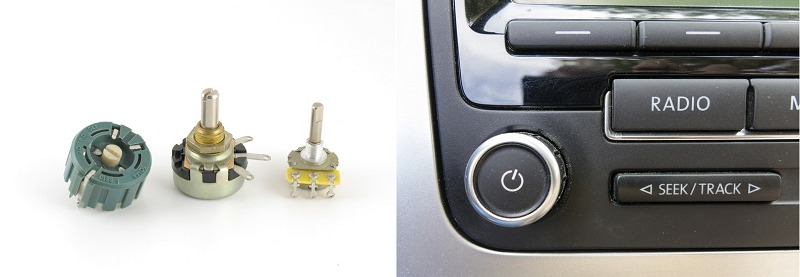 RADIO
M
◁ SEEK/TRACK ▷